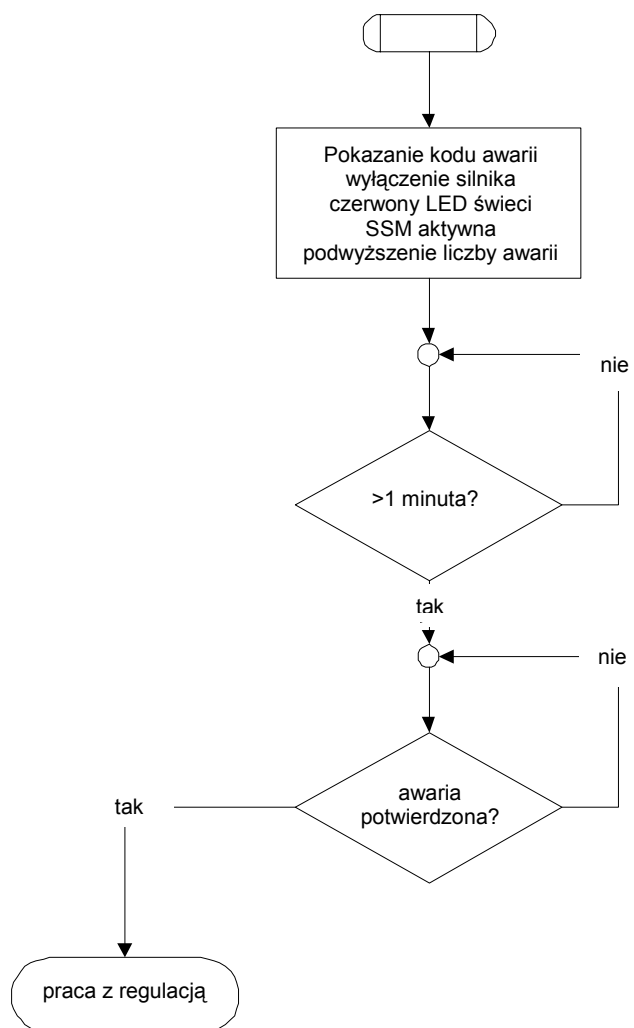 Pokazanie kodu awarii
wyłączenie silnika
czerwony LED świeci
SSM aktywna
podwyższenie liczby awarii
nie
>1 minuta?
tak
nie
awaria
potwierdzona?
tak
praca z regulacją